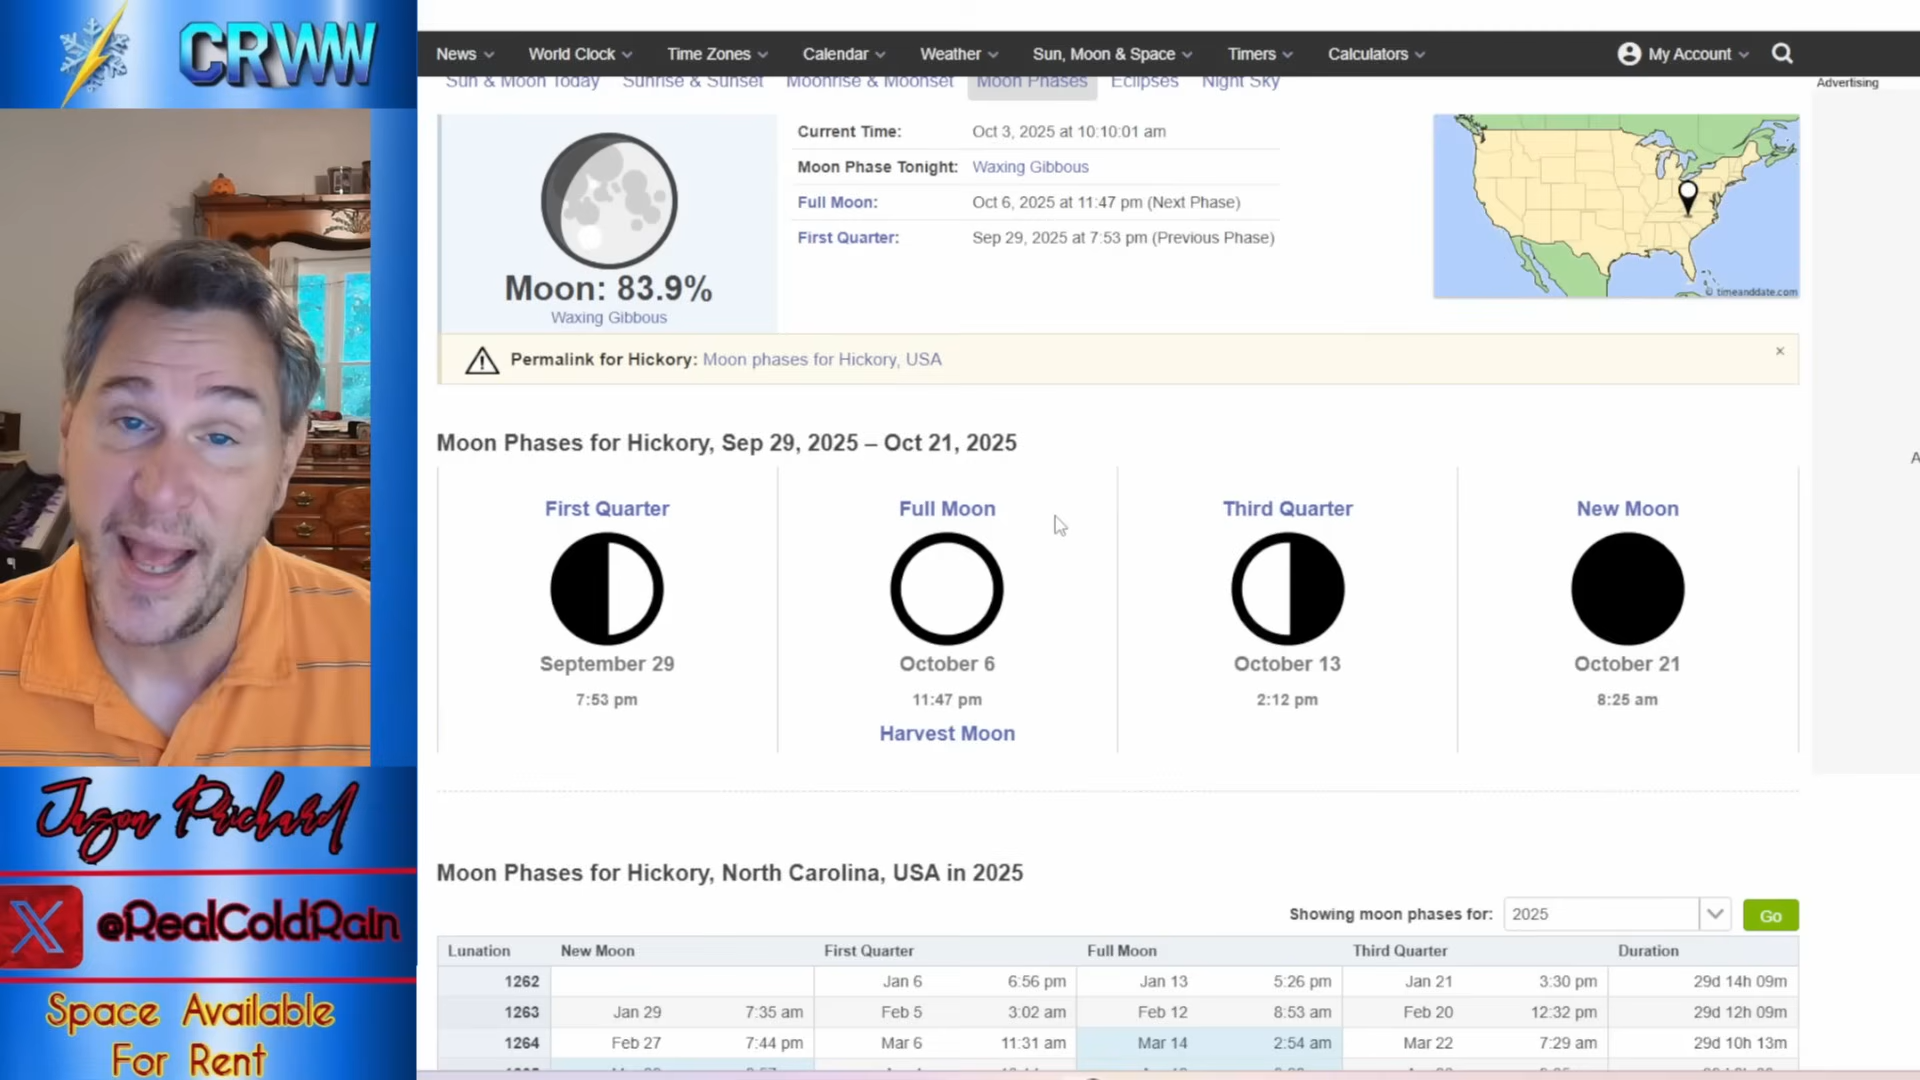 CRWW
News
World Clock
Time Zones
Calendar
Weather
Sun, Moon & Space
Timers
Calculators
My Account
Sun & Moon Today
Sunrise & Sunset
Moonrise & Moonset
Moon Phases
Eclipses
Night Sky
Advertising
Moon: 83.9%
Waxing Gibbous
Current Time: Oct 3, 2025 at 10:10:01 am
Moon Phase Tonight: Waxing Gibbous
Full Moon: Oct 6, 2025 at 11:47 pm (Next Phase)
First Quarter: Sep 29, 2025 at 7:53 pm (Previous Phase)
© timeanddate.com
Permalink for Hickory: Moon phases for Hickory, USA
×
Moon Phases for Hickory, Sep 29, 2025 – Oct 21, 2025
First Quarter
September 29
7:53 pm
Full Moon
October 6
11:47 pm
Harvest Moon
Third Quarter
October 13
2:12 pm
New Moon
October 21
8:25 am
Moon Phases for Hickory, North Carolina, USA in 2025
Showing moon phases for: 2025 Go
Lunation New Moon First Quarter Full Moon Third Quarter Duration
1262 Jan 6 6:56 pm Jan 13 5:26 pm Jan 21 3:30 pm 29d 14h 09m
1263 Jan 29 7:35 am Feb 5 3:02 am Feb 12 8:53 am Feb 20 12:32 pm 29d 12h 09m
1264 Feb 27 7:44 pm Mar 6 11:31 am Mar 14 2:54 am Mar 22 7:29 am 29d 10h 13m
Jason Prichard
X @RealColdRain
Space Available
For Rent